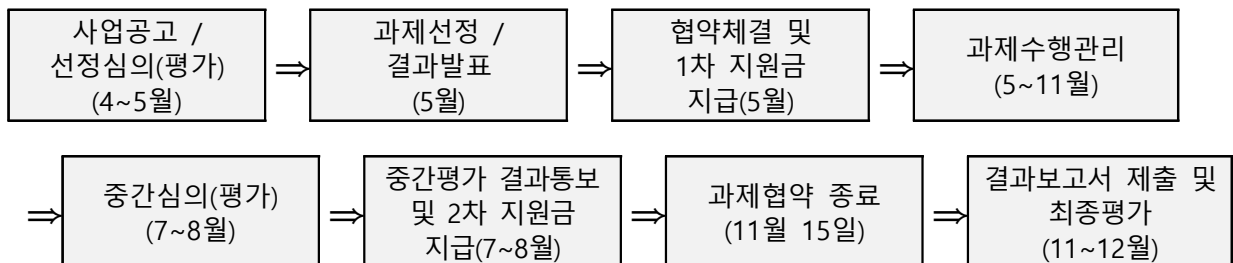 사업공고 /
선정심의(평가)
(4~5월)
⇒
과제선정 /
결과발표
(5월)
⇒
협약체결 및
1차 지원금
지급(5월)
⇒
과제수행관리
(5~11월)
⇒
중간심의(평가)
(7~8월)
⇒
중간평가 결과통보
및 2차 지원금
지급(7~8월)
⇒
과제협약 종료
(11월 15일)
⇒
결과보고서 제출 및
최종평가
(11~12월)